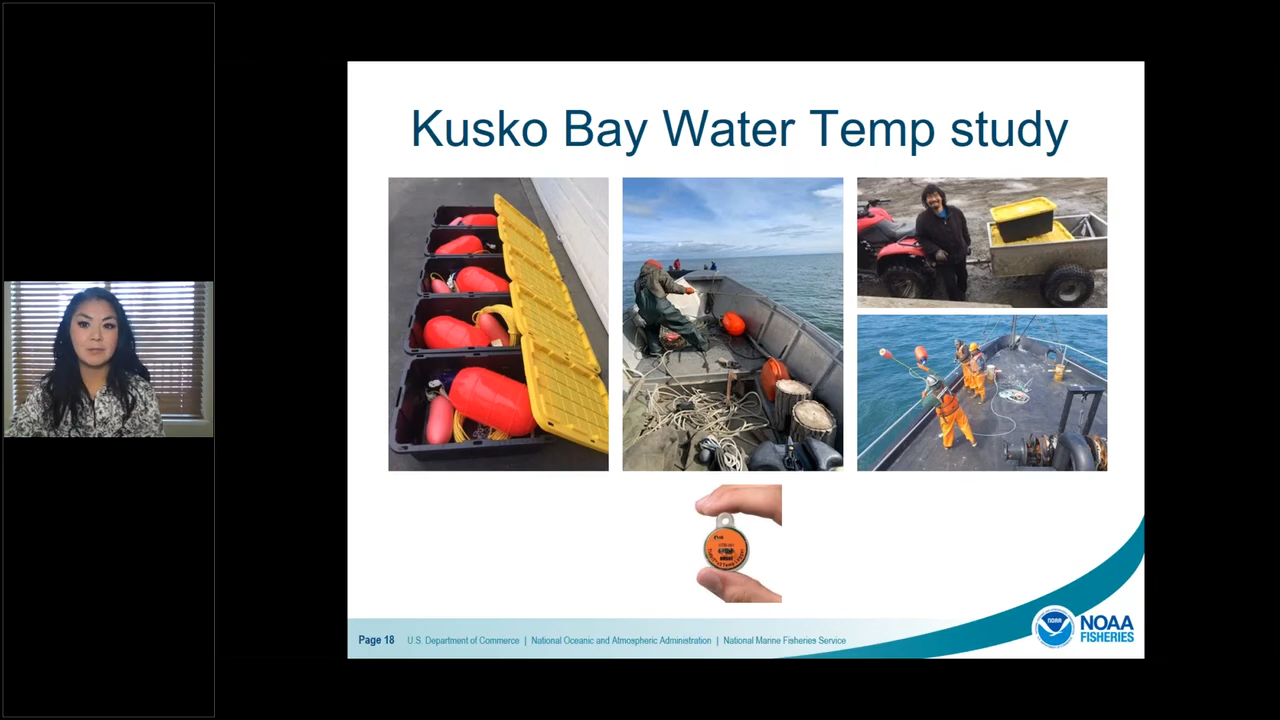 Kusko Bay Water Temp study
Page 18 U.S. Department of Commerce | National Oceanic and Atmospheric Administration | National Marine Fisheries Service
NOAA
NOAA
FISHERIES